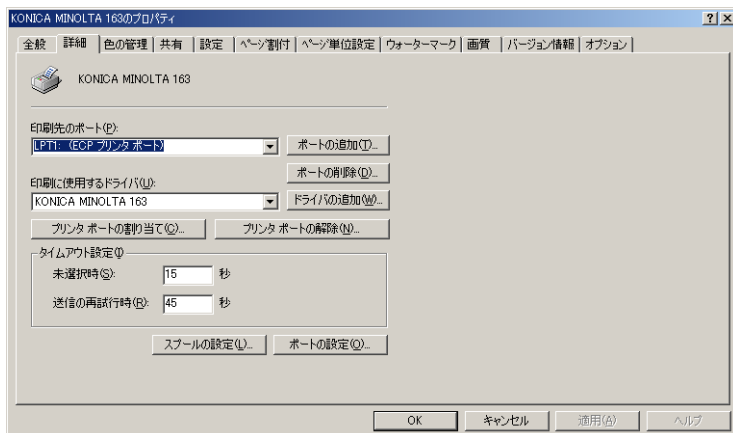 KONICA MINOLTA 163のプロパティ
全般 詳細 色の管理 共有 設定 ページ割付 ページ単位設定 ウォーターマーク 画質 バージョン情報 オプション
KONICA MINOLTA 163
印刷先のポート(P):
LPT1: (ECP プリンタ ポート)
ポートの追加(T)...
ポートの削除(D)...
印刷に使用するドライバ(U):
KONICA MINOLTA 163
ドライバの追加(W)...
プリンタ ポートの割り当て(C)...
プリンタ ポートの解除(N)...
タイムアウト設定(I)
未選択時(S): 15 秒
送信の再試行時(R): 45 秒
スプールの設定(L)...
ポートの設定(O)...
OK
キャンセル
適用(A)
ヘルプ